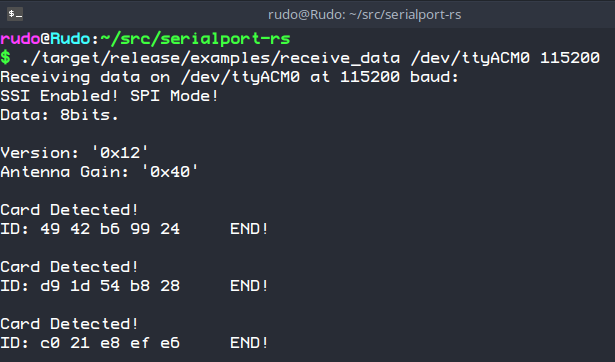 $_
rudo@Rudo: ~/src/serialport-rs
rudo@Rudo:~/src/serialport-rs
$ ./target/release/examples/receive_data /dev/ttyACM0 115200
Receiving data on /dev/ttyACM0 at 115200 baud:
SSI Enabled! SPI Mode!
Data: 8bits.
Version: '0x12'
Antenna Gain: '0x40'
Card Detected!
ID: 49 42 b6 99 24     END!
Card Detected!
ID: d9 1d 54 b8 28     END!
Card Detected!
ID: c0 21 e8 ef e6     END!